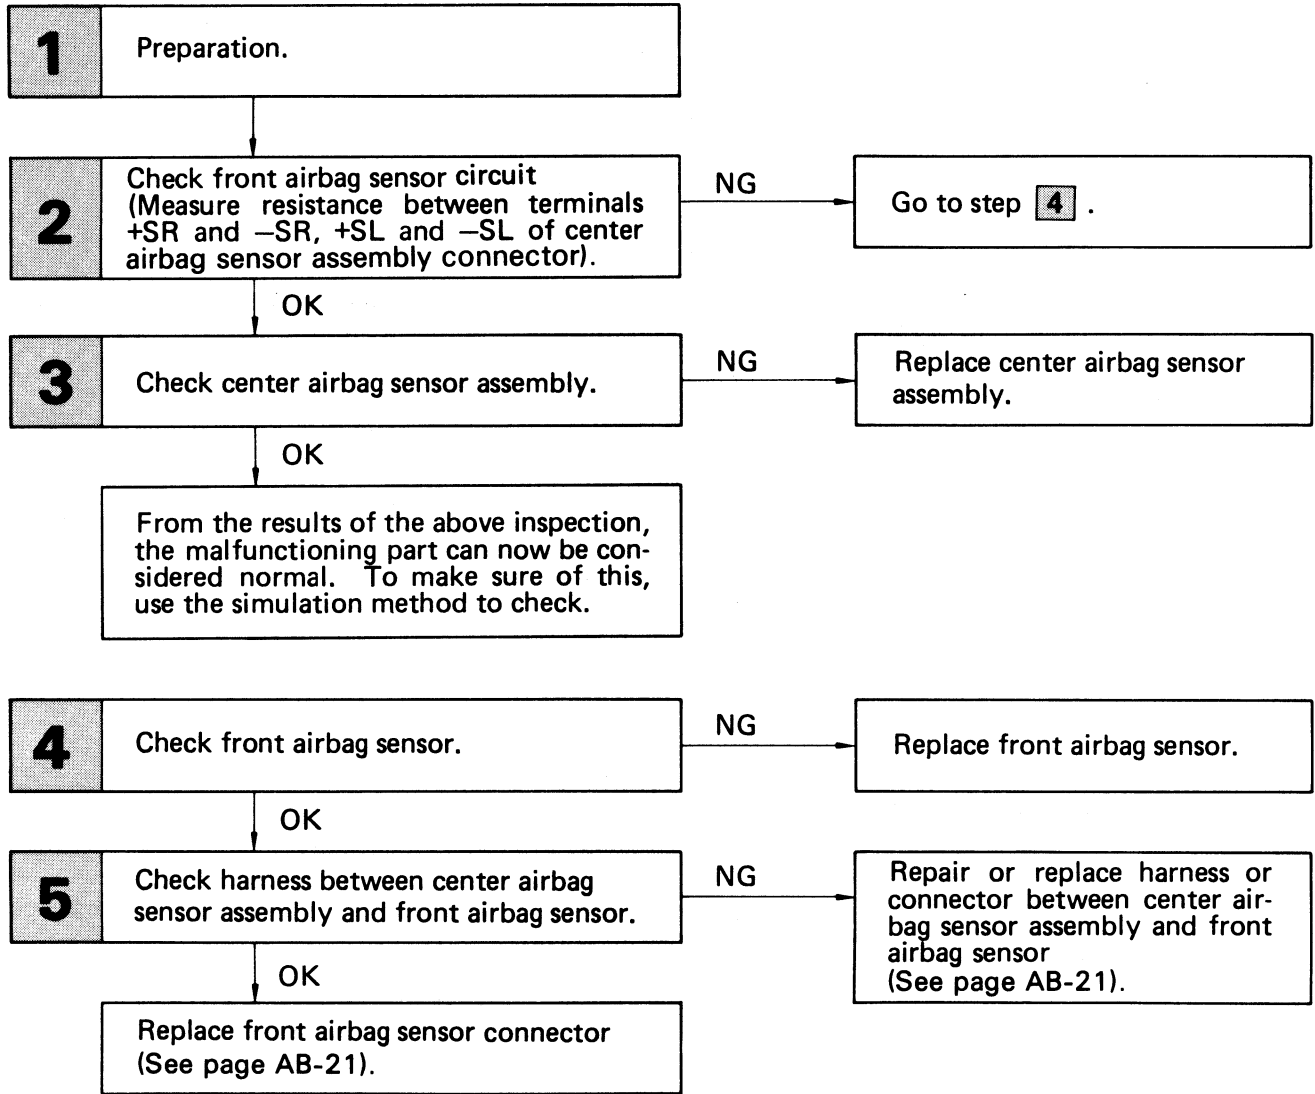 1
Preparation.
2
Check front airbag sensor circuit
(Measure resistance between terminals
+SR and —SR, +SL and —SL of center
airbag sensor assembly connector).
NG
Go to step 4 .
OK
3
Check center airbag sensor assembly.
NG
Replace center airbag sensor
assembly.
OK
From the results of the above inspection,
the malfunctioning part can now be con-
sidered normal. To make sure of this,
use the simulation method to check.
4
Check front airbag sensor.
NG
Replace front airbag sensor.
OK
5
Check harness between center airbag
sensor assembly and front airbag sensor.
NG
Repair or replace harness or
connector between center air-
bag sensor assembly and front
airbag sensor
(See page AB-21).
OK
Replace front airbag sensor connector
(See page AB-21).